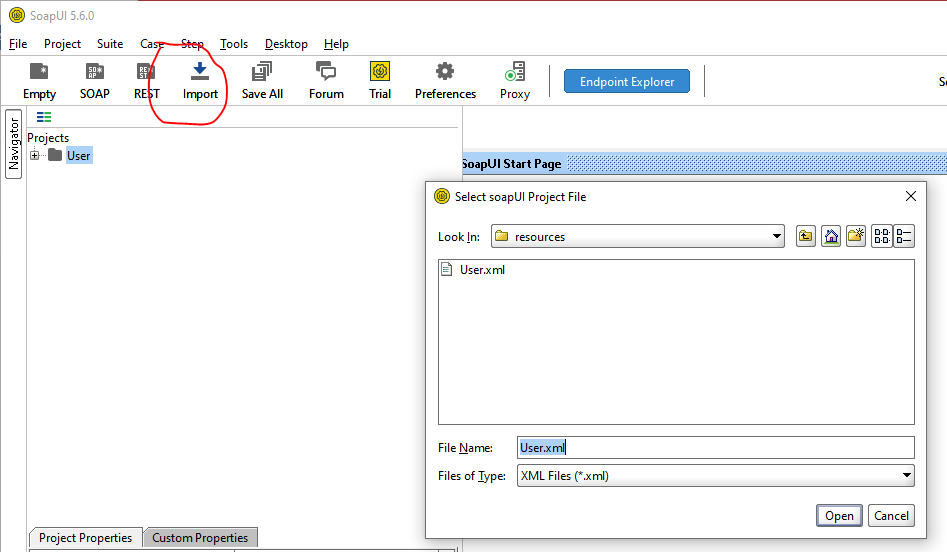 SoapUI 5.6.0
File Project Suite Case Step Tools Desktop Help
Empty SOAP REST Import Save All Forum Trial Preferences Proxy Endpoint Explorer Se
Navigator
Projects
User
SoapUI Start Page
Select soapUI Project File
Look In: resources
User.xml
File Name: User.xml
Files of Type: XML Files (*.xml)
Open Cancel
Project Properties Custom Properties